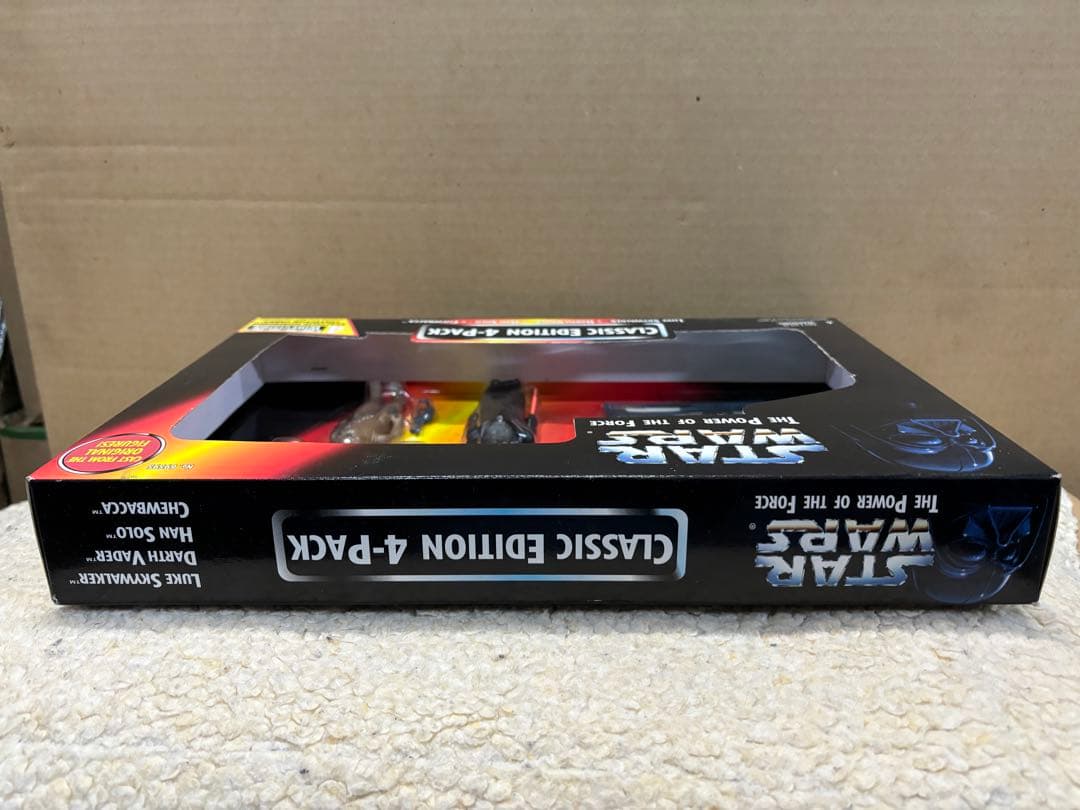 STAR
WARS
THE POWER OF THE FORCE
CLASSIC EDITION 4-PACK
LUKE SKYWALKER™
DARTH VADER™
HAN SOLO™
CHEWBACCA™
STAR
WARS
THE POWER OF THE FORCE
CAST FROM THE
ORIGINAL
FIGURES!
CLASSIC EDITION 4-PACK